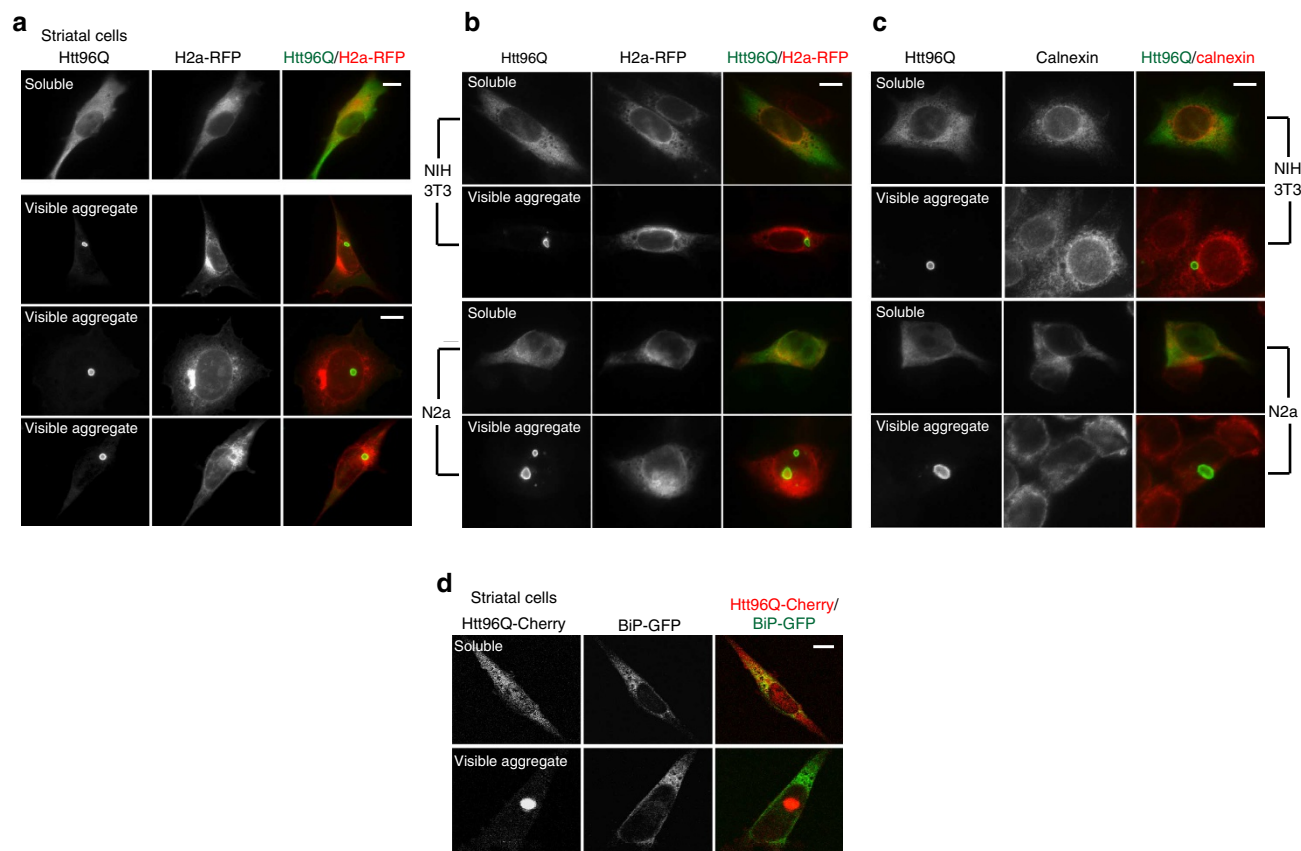 a
Striatal cells
Htt96Q H2a-RFP Htt96Q/H2a-RFP
Soluble
Visible aggregate
Visible aggregate
Visible aggregate
b
Htt96Q H2a-RFP Htt96Q/H2a-RFP
Soluble
Visible aggregate
Soluble
Visible aggregate
NIH
3T3
N2a
c
Htt96Q Calnexin Htt96Q/calnexin
Soluble
Visible aggregate
Soluble
Visible aggregate
NIH
3T3
N2a
d
Striatal cells
Htt96Q-Cherry BiP-GFP Htt96Q-Cherry/
BiP-GFP
Soluble
Visible aggregate